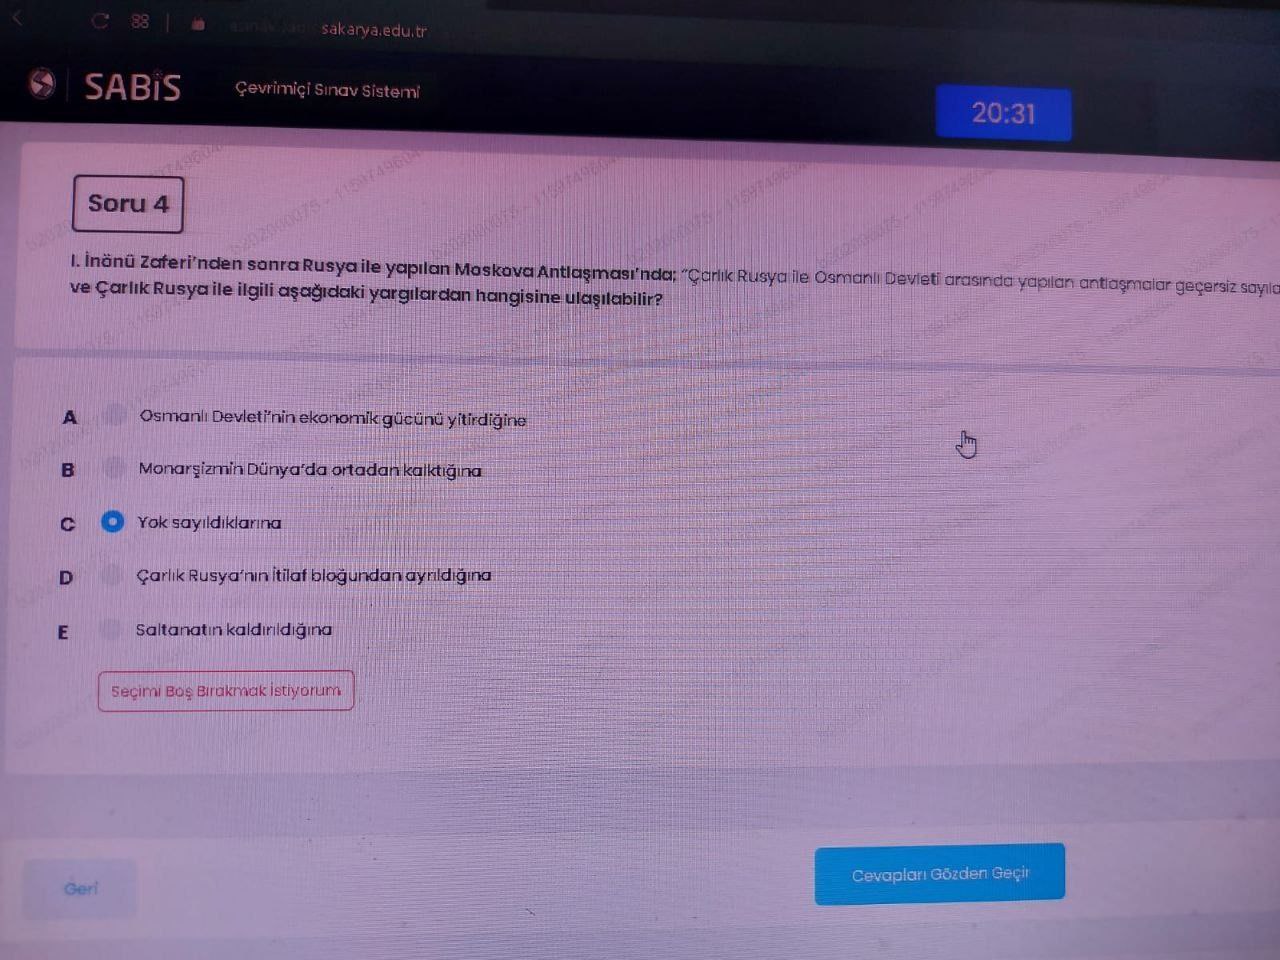 sakarya.edu.tr
SABİS
Çevrimiçi Sınav Sistemi
20:31
Soru 4
I. İnönü Zaferi'nden sonra Rusya ile yapılan Moskova Antlaşması'nda; "Çarlık Rusya ile Osmanlı Devleti arasında yapılan antlaşmalar geçersiz
ve Çarlık Rusya ile ilgili aşağıdaki yargılardan hangisine ulaşılabilir?
A Osmanlı Devleti'nin ekonomik gücünü yitirdiğine
B Monarşizmin Dünya'da ortadan kalktığına
C Yok sayıldıklarına
D Çarlık Rusya'nın İtilaf bloğundan ayrıldığına
E Saltanatın kaldırıldığına
Seçimi Boş Bırakmak İstiyorum
Geri
Cevapları Gözden Geçir